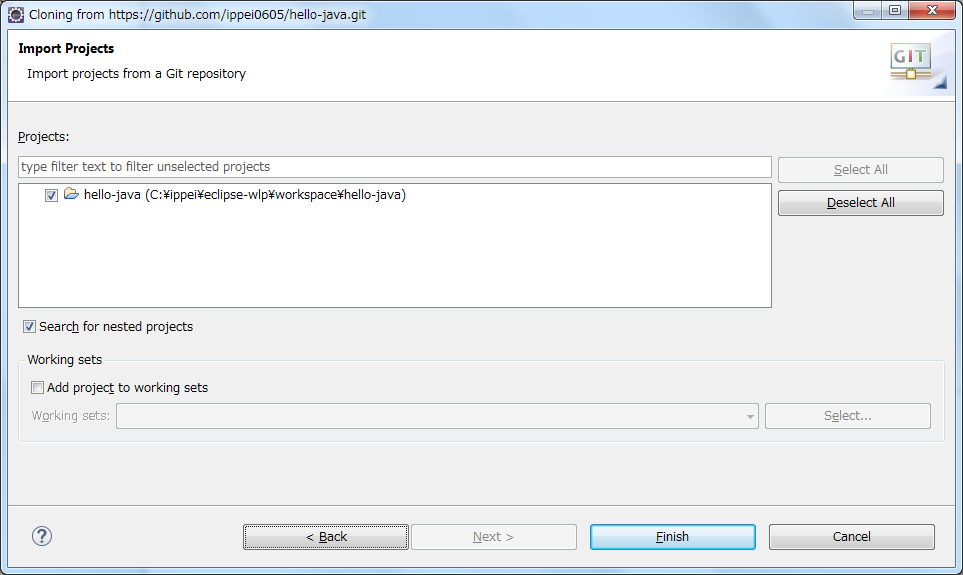 Cloning from https://github.com/ippei0605/hello-java.git
Import Projects
Import projects from a Git repository
GIT
Projects:
type filter text to filter unselected projects
Select All
hello-java (C:¥ippei¥eclipse-wlp¥workspace¥hello-java)
Deselect All
Search for nested projects
Working sets
Add project to working sets
Working sets:
Select...
?
< Back
Next >
Finish
Cancel